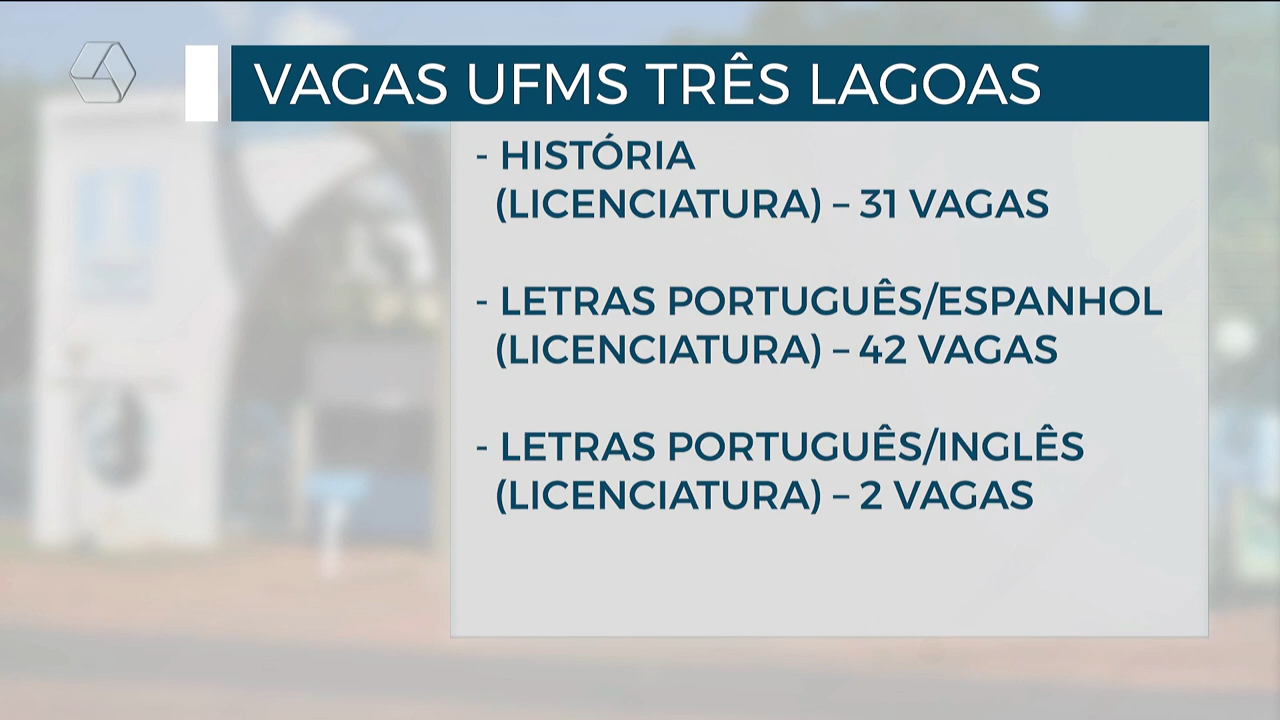 VAGAS UFMS TRÊS LAGOAS
- HISTÓRIA
(LICENCIATURA) – 31 VAGAS
- LETRAS PORTUGUÊS/ESPANHOL
(LICENCIATURA) – 42 VAGAS
- LETRAS PORTUGUÊS/INGLÊS
(LICENCIATURA) – 2 VAGAS